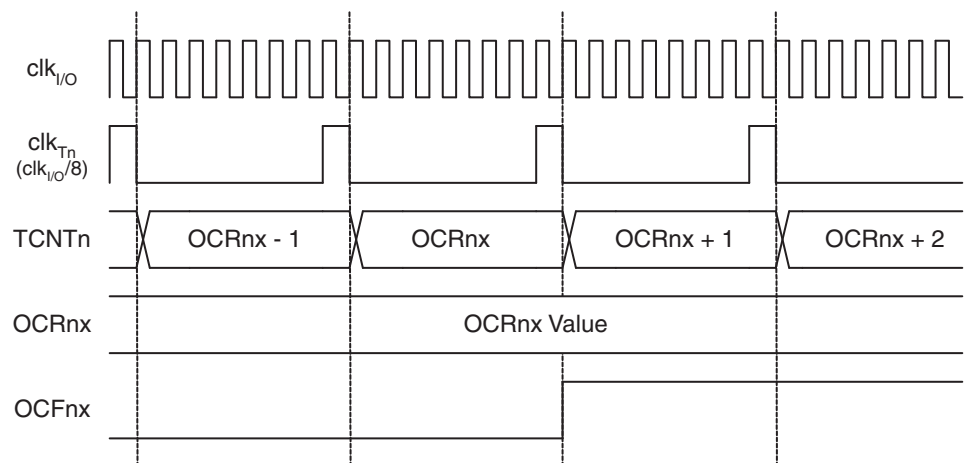 clkI/O
clkTn
(clkI/O/8)
TCNTn OCRnx - 1 OCRnx OCRnx + 1 OCRnx + 2
OCRnx OCRnx Value
OCFnx